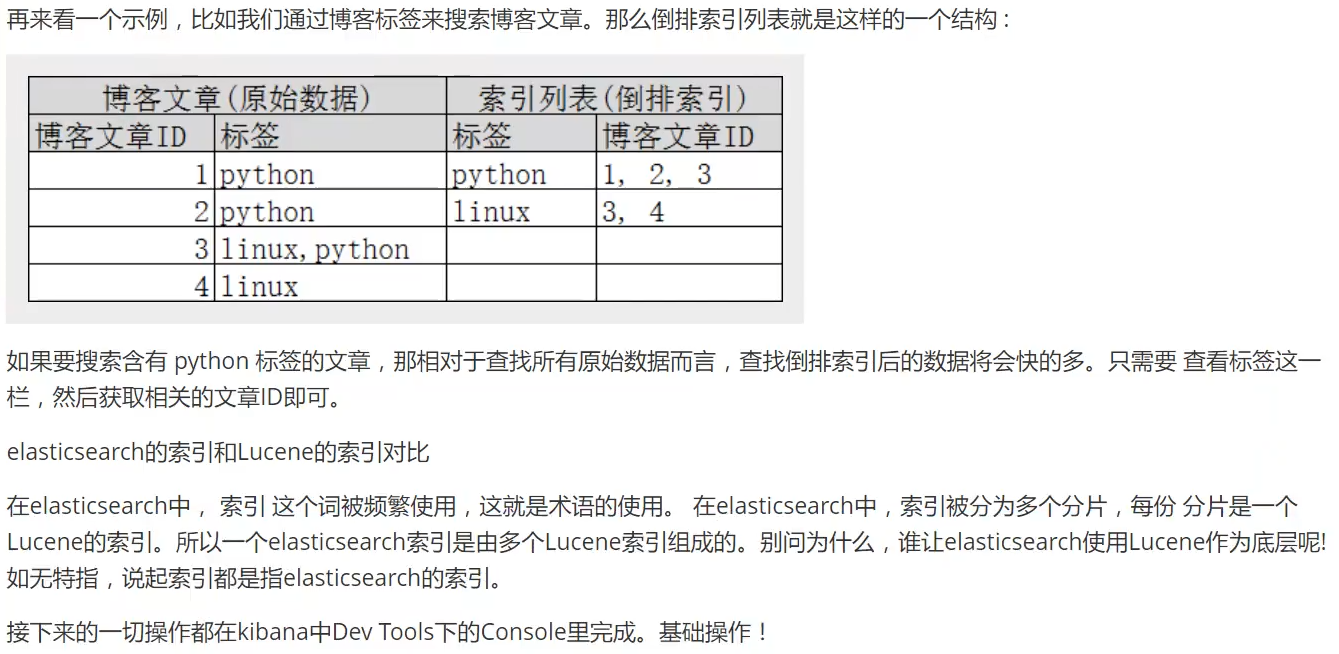 再来看一个示例，比如我们通过博客标签来搜索博客文章。那么倒排索引列表就是这样的一个结构：
博客文章(原始数据) 索引列表(倒排索引)
博客文章ID 标签 标签 博客文章ID
1 python python 1, 2, 3
2 python linux 3, 4
3 linux,python
4 linux
如果要搜索含有 python 标签的文章，那相对于查找所有原始数据而言，查找倒排索引后的数据将会快的多。只需要 查看标签这一
栏，然后获取相关的文章ID即可。
elasticsearch的索引和Lucene的索引对比
在elasticsearch中， 索引 这个词被频繁使用，这就是术语的使用。 在elasticsearch中，索引被分为多个分片，每份 分片是一个
Lucene的索引。所以一个elasticsearch索引是由多个Lucene索引组成的。别问为什么，谁让elasticsearch使用Lucene作为底层呢!
如无特指，说起索引都是指elasticsearch的索引。
接下来的一切操作都在kibana中Dev Tools下的Console里完成。基础操作！